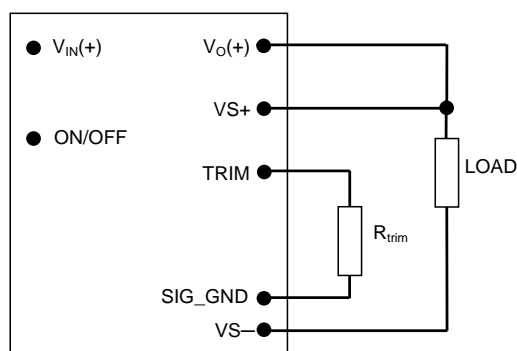 V_IN(+)
V_O(+)
VS+
ON/OFF
TRIM
LOAD
R_trim
SIG_GND
VS─